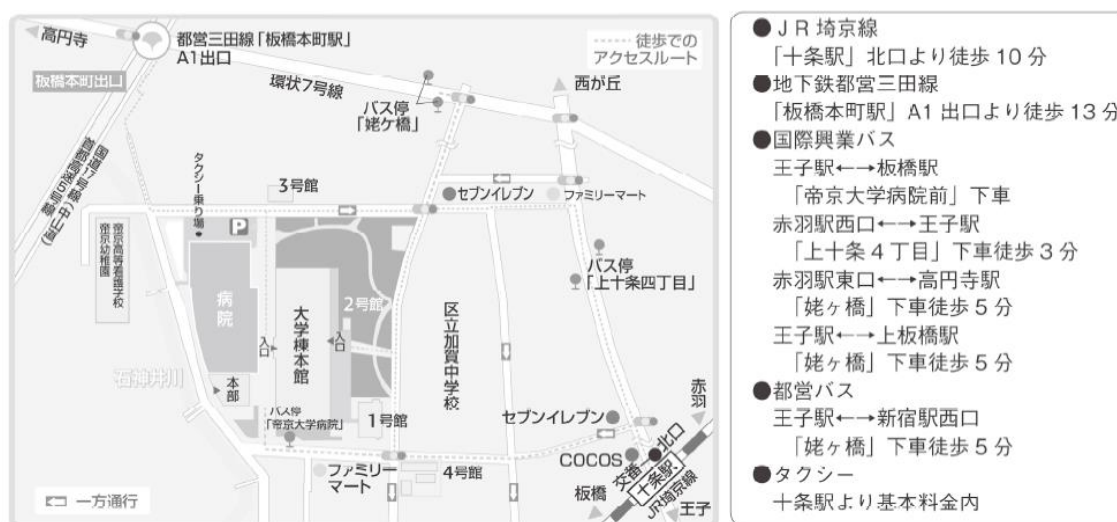 高円寺
都営三田線「板橋本町駅」
A1出口
徒歩での
アクセスルート
板橋本町出口
環状7号線
バス停
「姥ケ橋」
西が丘
国道17号線(中山道)
首都高速5号線
タクシー乗り場
3号館
セブンイレブン
ファミリーマート
P
帝京高等看護学校
帝京幼稚園
病院
大学棟本館
2号館
入口
入口
区立加賀中学校
バス停
「上十条四丁目」
石神井川
本部
バス停
「帝京大学病院」
1号館
セブンイレブン
赤羽
北口
COCOS
交番
十条駅
JR埼京線
ファミリー
マート
4号館
板橋
王子
一方通行
●JR埼京線
「十条駅」北口より徒歩10分
●地下鉄都営三田線
「板橋本町駅」A1出口より徒歩13分
●国際興業バス
王子駅←→板橋駅
「帝京大学病院前」下車
赤羽駅西口←→王子駅
「上十条4丁目」下車徒歩3分
赤羽駅東口←→高円寺駅
「姥ヶ橋」下車徒歩5分
王子駅←→上板橋駅
「姥ヶ橋」下車徒歩5分
●都営バス
王子駅←→新宿駅西口
「姥ヶ橋」下車徒歩5分
●タクシー
十条駅より基本料金内